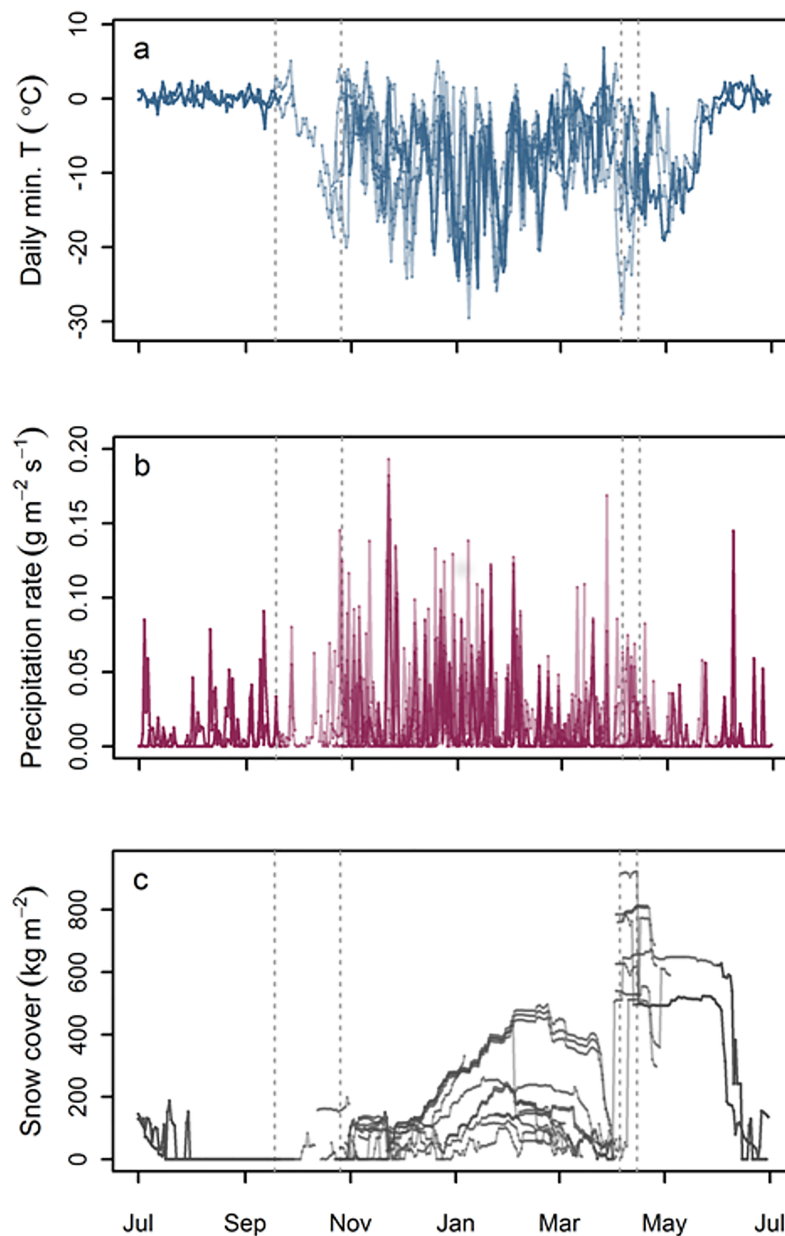 a
Daily min. T (°C)
10
0
-10
-20
-30
b
Precipitation rate (g m⁻² s⁻¹)
0.20
0.15
0.10
0.05
0.00
c
Snow cover (kg m⁻²)
800
600
400
200
0
Jul Sep Nov Jan Mar May Jul